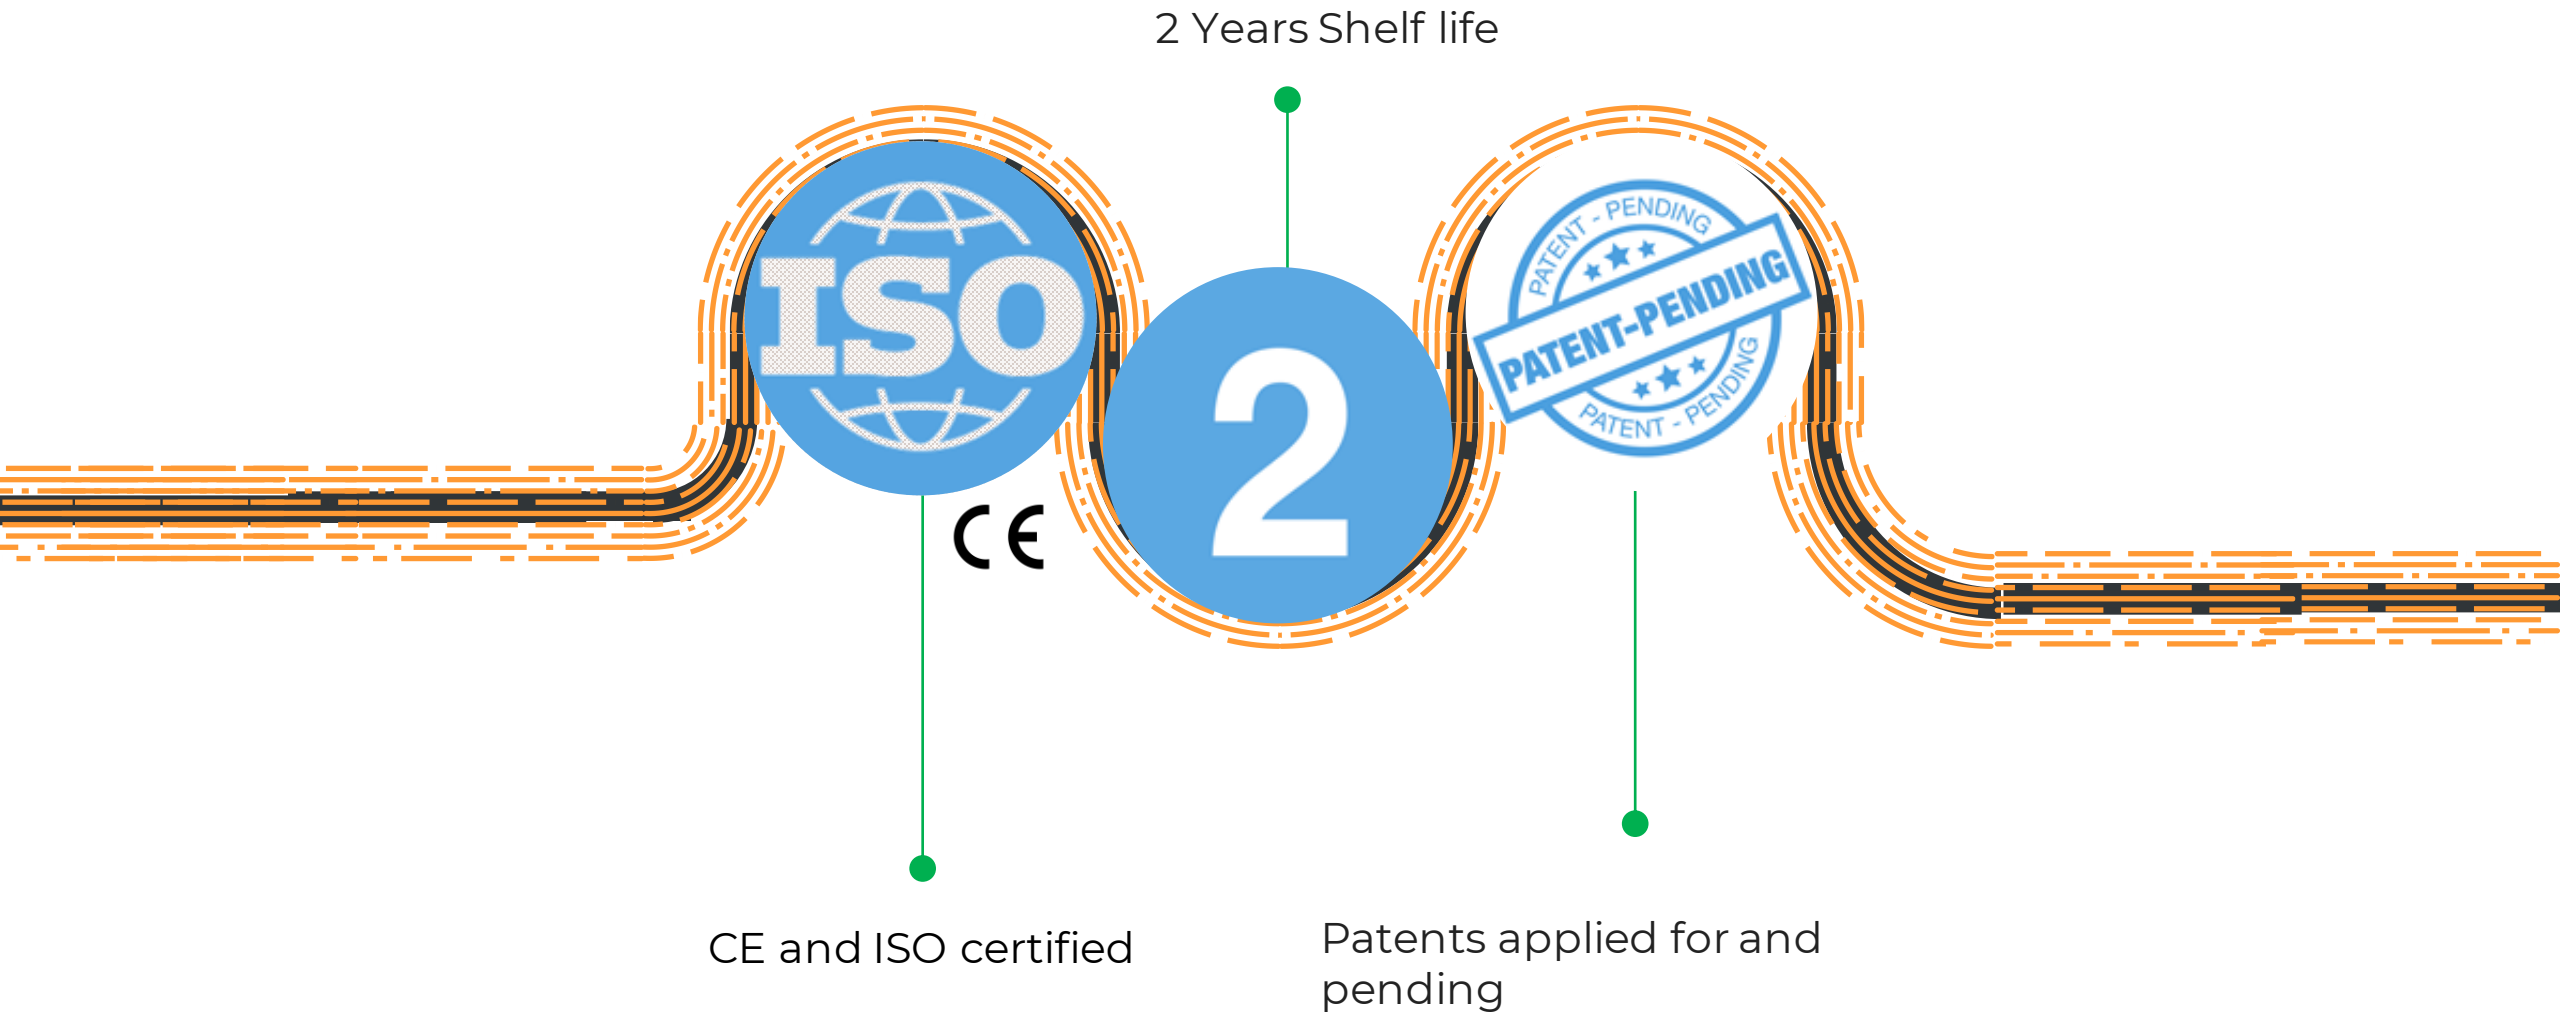 2 Years Shelf life
ISO
CE
2
PATENT - PENDING
PATENT-PENDING
PATENT - PENDING
CE and ISO certified
Patents applied for and
pending